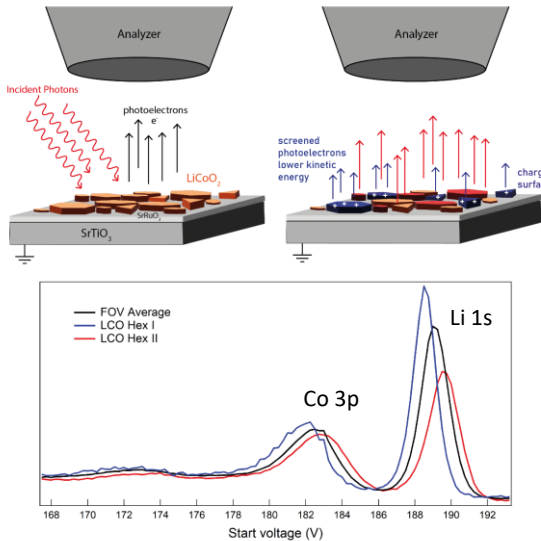 Analyzer
Incident Photons
photoelectrons
e-
LiCoO2
SrRuO2
SrTiO3
Analyzer
screened
photoelectrons
lower kinetic
energy
surfa
FOV Average
LCO Hex I
LCO Hex II
Li 1s
Co 3p
168 170 172 174 176 178 180 182 184 186 188 190 192
Start voltage (V)